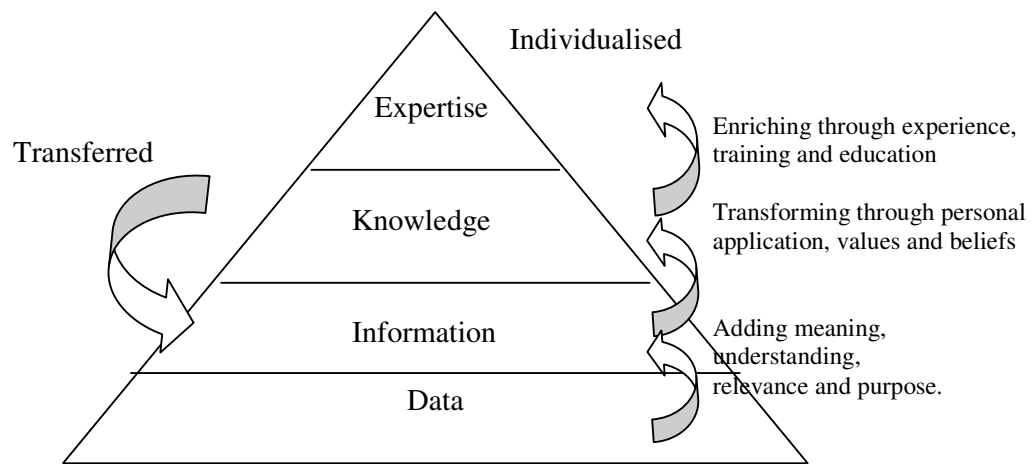 Individualised
Expertise
Transferred
Enriching through experience,
training and education
Knowledge
Transforming through personal
application, values and beliefs
Information
Adding meaning,
understanding,
relevance and purpose.
Data